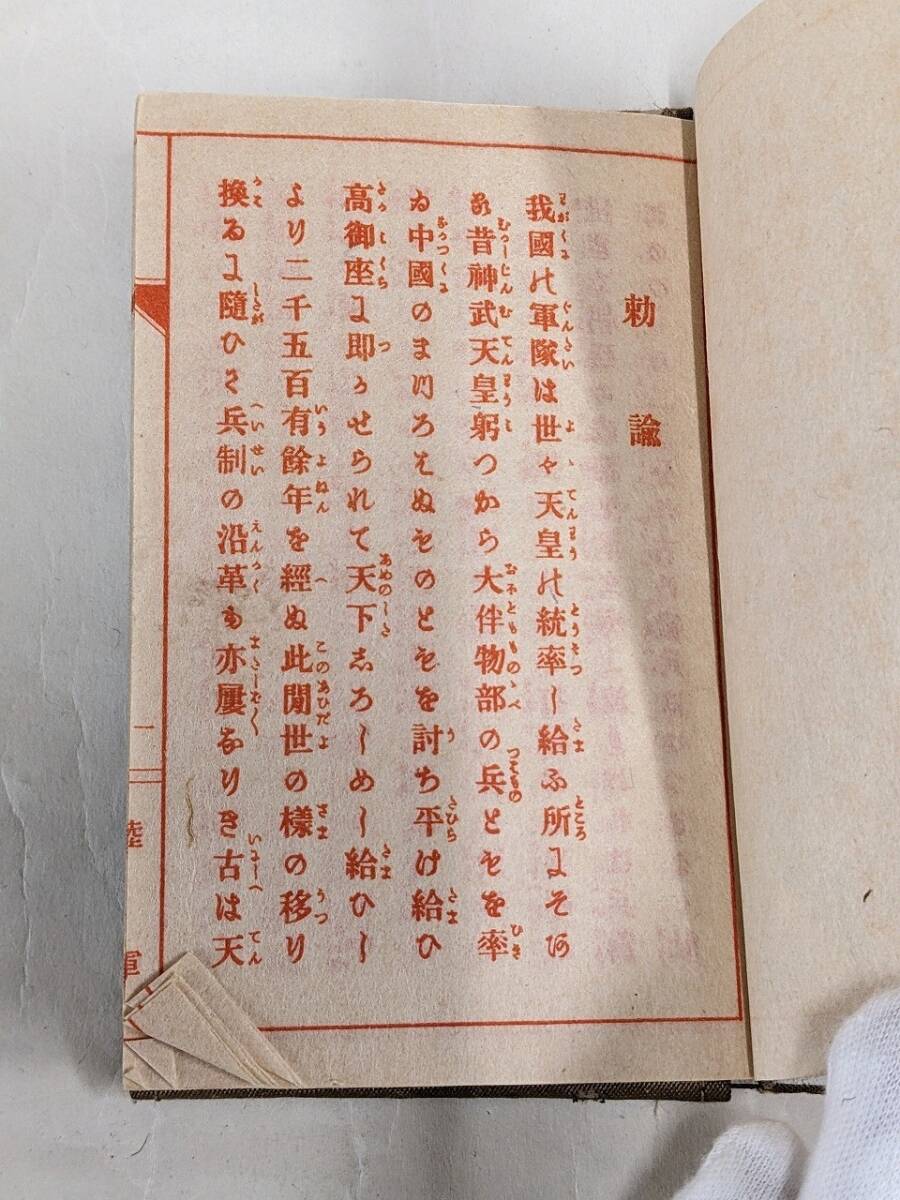 勅諭
我國の軍隊は世々天皇の統率し給ふ所にそあ
る昔神武天皇躬つから大伴物部の兵ともを率
ゐ中國のまつろはぬものともを討ち平け給ひ
高御座に即かせられて天下しろしめし給ひし
より二千五百有餘年を經ぬ此間世の樣の移り
換るに隨ひて兵制の沿革も亦屢なりき古は天
一
陸
軍